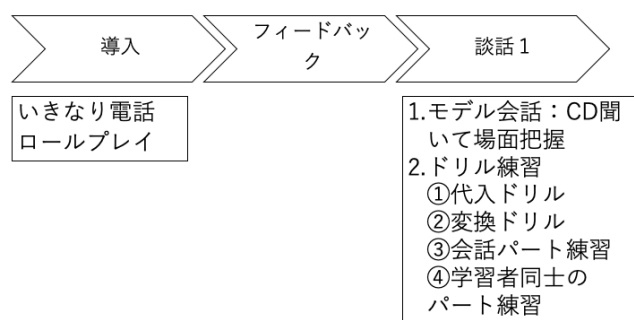 導入
フィードバッ
ク
談話１
いきなり電話
ロールプレイ
1.モデル会話：CD聞
いて場面把握
2.ドリル練習
①代入ドリル
②変換ドリル
③会話パート練習
④学習者同士の
パート練習